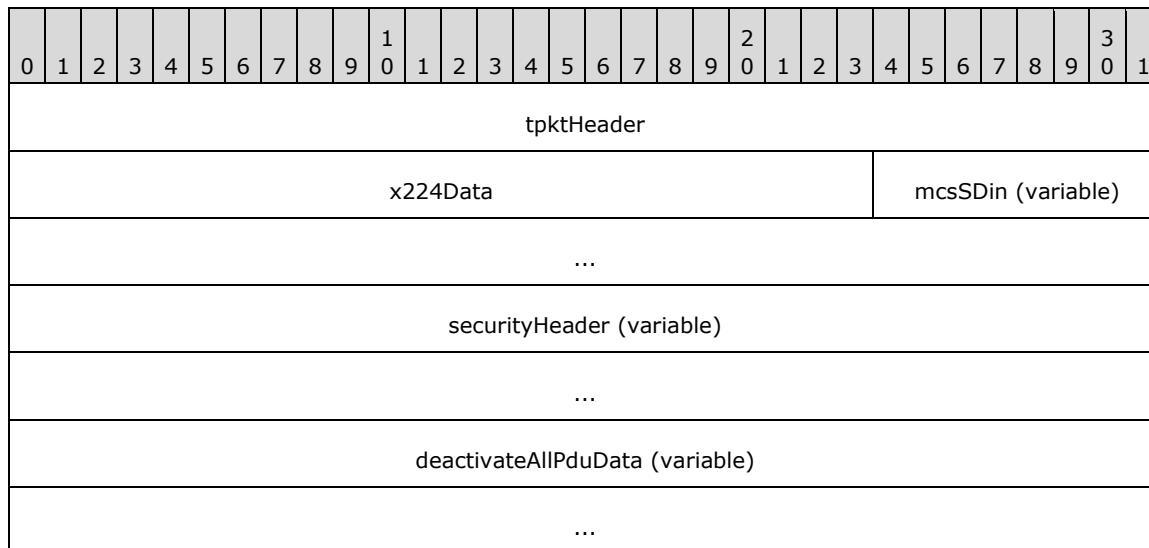 1 2 3
0 1 2 3 4 5 6 7 8 9 0 1 2 3 4 5 6 7 8 9 0 1 2 3 4 5 6 7 8 9 0 1
tpktHeader
x224Data mcsSDin (variable)
...
securityHeader (variable)
...
deactivateAllPduData (variable)
...